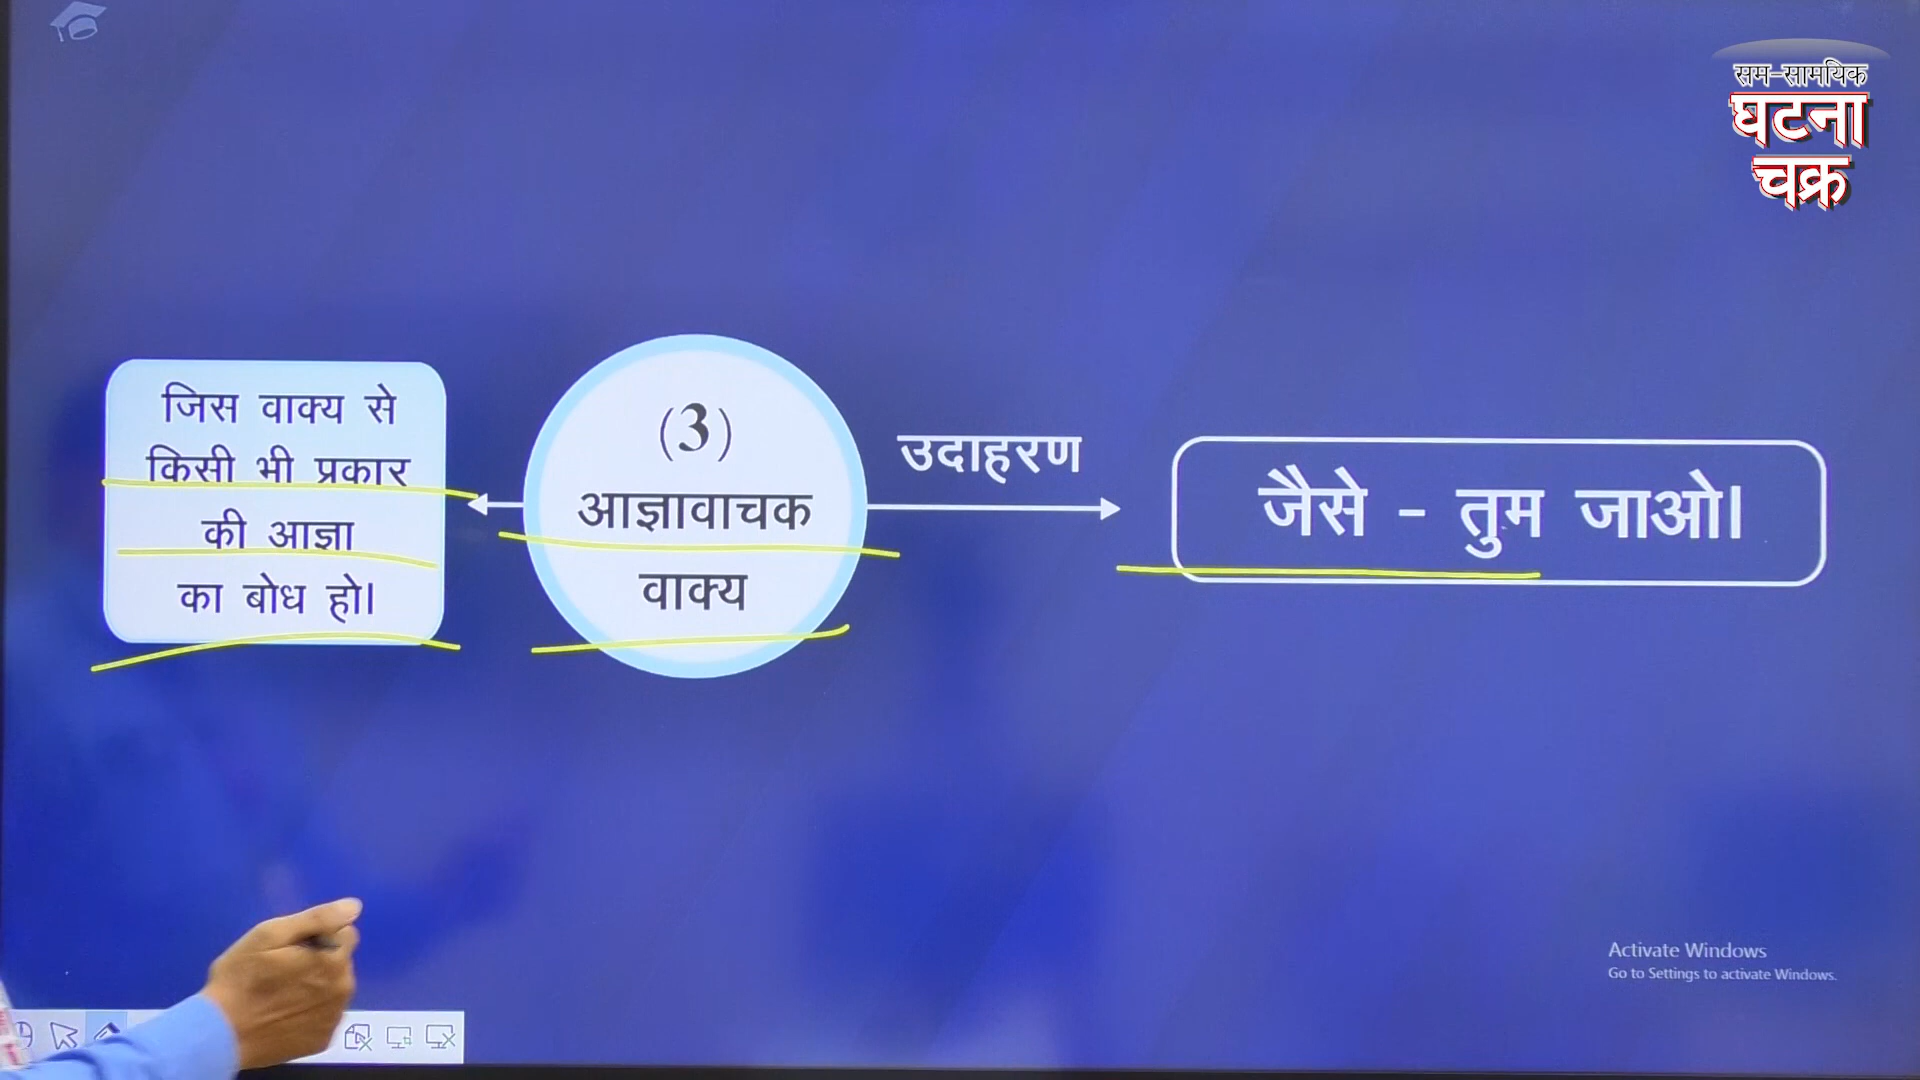 सम-सामयिक
घटना
चक्र
जिस वाक्य से
किसी भी प्रकार
की आज्ञा
का बोध हो।
(3)
आज्ञावाचक
वाक्य
उदाहरण
जैसे - तुम जाओ।
Activate Windows
Go to Settings to activate Windows.